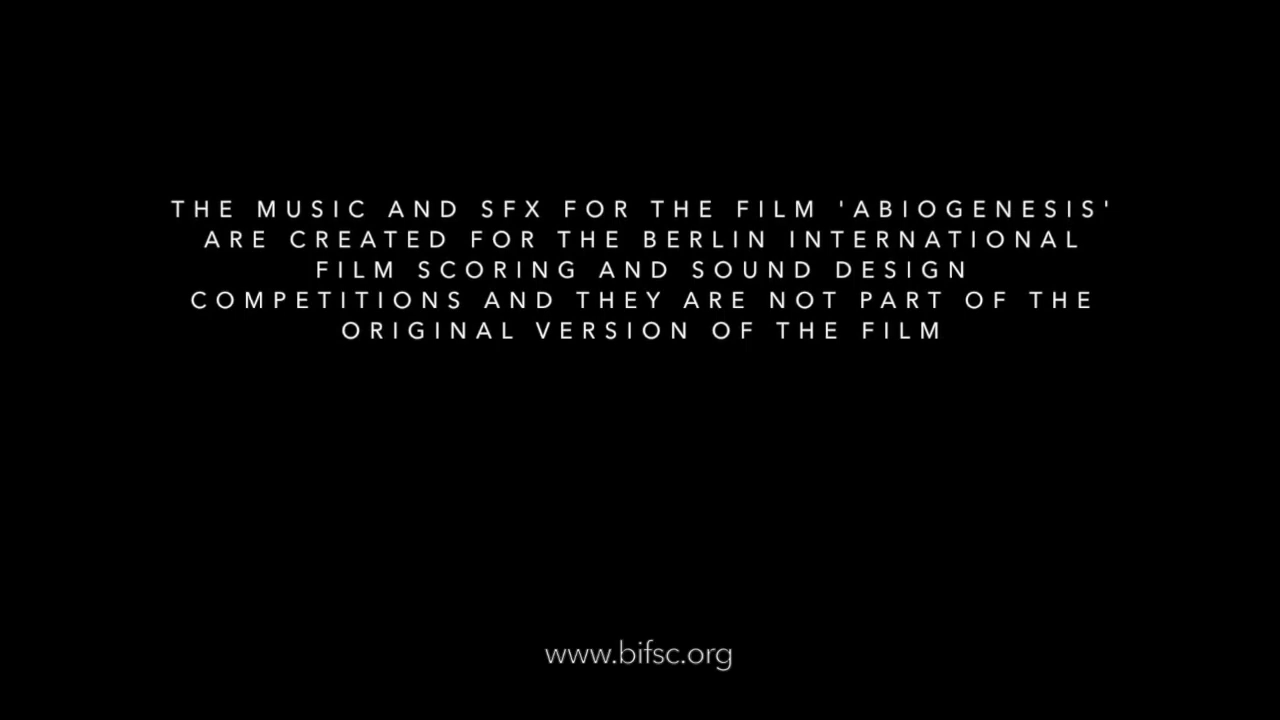 THE MUSIC AND SFX FOR THE FILM 'ABIOGENESIS'
ARE CREATED FOR THE BERLIN INTERNATIONAL
FILM SCORING AND SOUND DESIGN
COMPETITIONS AND THEY ARE NOT PART OF THE
ORIGINAL VERSION OF THE FILM
www.bifsc.org